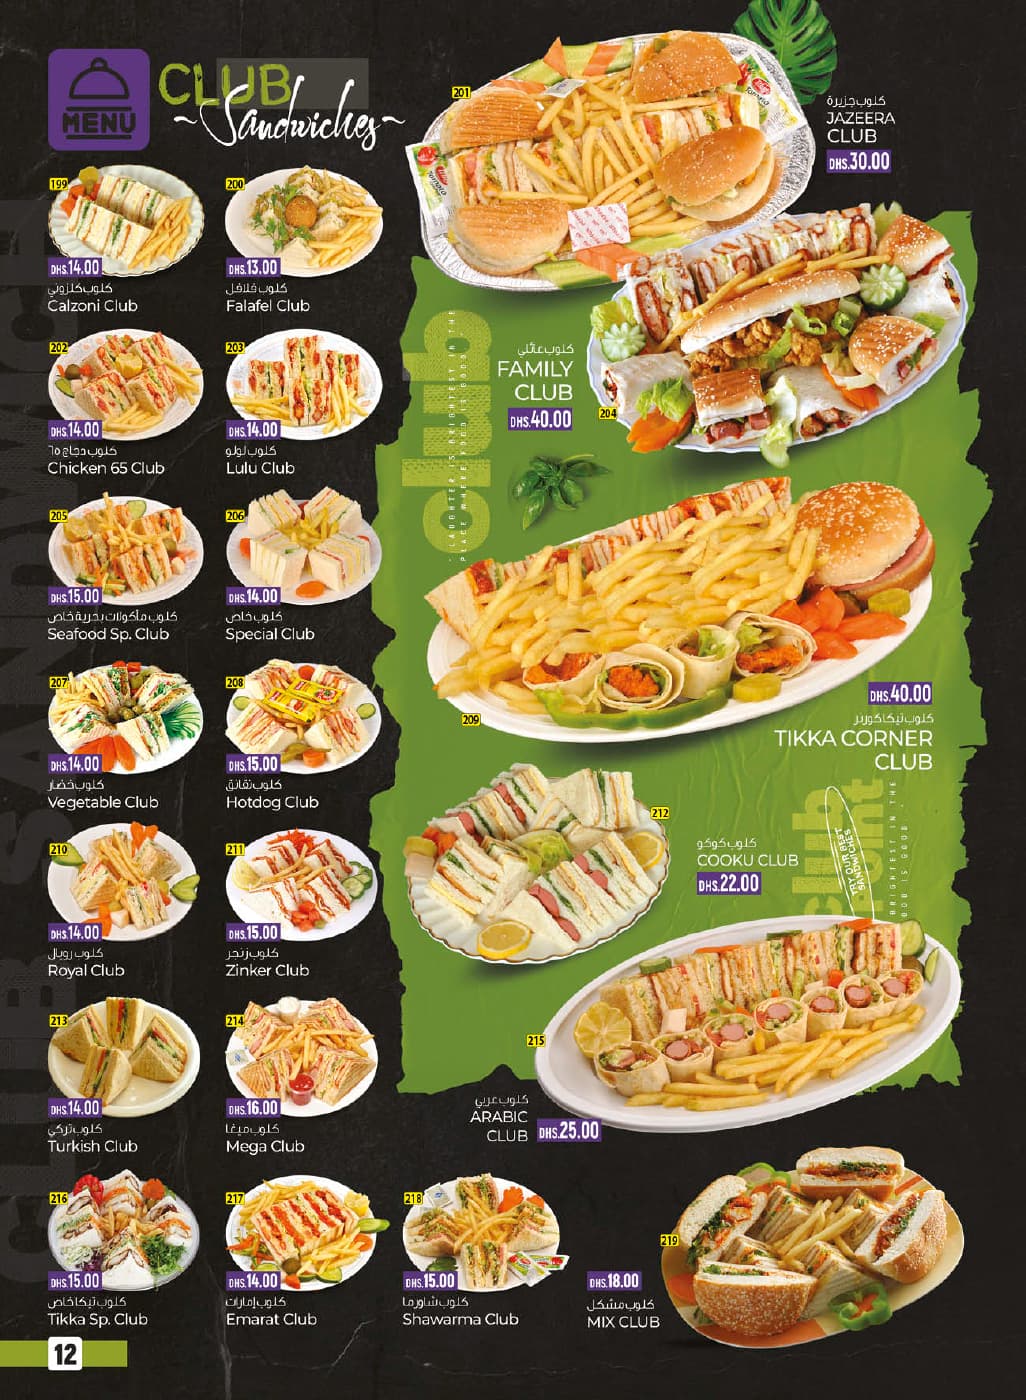 MENU
CLUB
~Sandwiches~
199
DHS.14.00
كلوب كلزوني
Calzoni Club
200
DHS.13.00
كلوب فلافل
Falafel Club
201
كلوب جزيرة
JAZEERA
CLUB
DHS.30.00
202
DHS.14.00
كلوب دجاج ٦٥
Chicken 65 Club
203
DHS.14.00
كلوب لولو
Lulu Club
club
LAUGHTER IS BRIGHTEST IN THE
PLACE WHERE FOOD IS GOOD
كلوب عائلي
FAMILY
CLUB
DHS.40.00
204
205
DHS.15.00
كلوب مأكولات بحرية خاص
Seafood Sp. Club
206
DHS.14.00
كلوب خاص
Special Club
207
DHS.14.00
كلوب خضار
Vegetable Club
208
DHS.15.00
كلوب نقانق
Hotdog Club
209
DHS.40.00
كلوب تيكا كورنر
TIKKA CORNER
CLUB
210
DHS.14.00
كلوب رويال
Royal Club
211
DHS.15.00
كلوب زنجر
Zinker Club
212
كلوب كوكو
COOKU CLUB
DHS.22.00
club
point
TRY OUR BEST
SANDWICHES
BRIGHTEST IN THE
OOD IS GOOD
213
DHS.14.00
كلوب تركي
Turkish Club
214
DHS.16.00
كلوب ميغا
Mega Club
215
كلوب عربي
ARABIC
CLUB
DHS.25.00
216
DHS.15.00
كلوب تيكا خاص
Tikka Sp. Club
217
DHS.14.00
كلوب إمارات
Emarat Club
218
DHS.15.00
كلوب شاورما
Shawarma Club
219
DHS.18.00
كلوب مشكل
MIX CLUB
CLUB SANDWICH
12